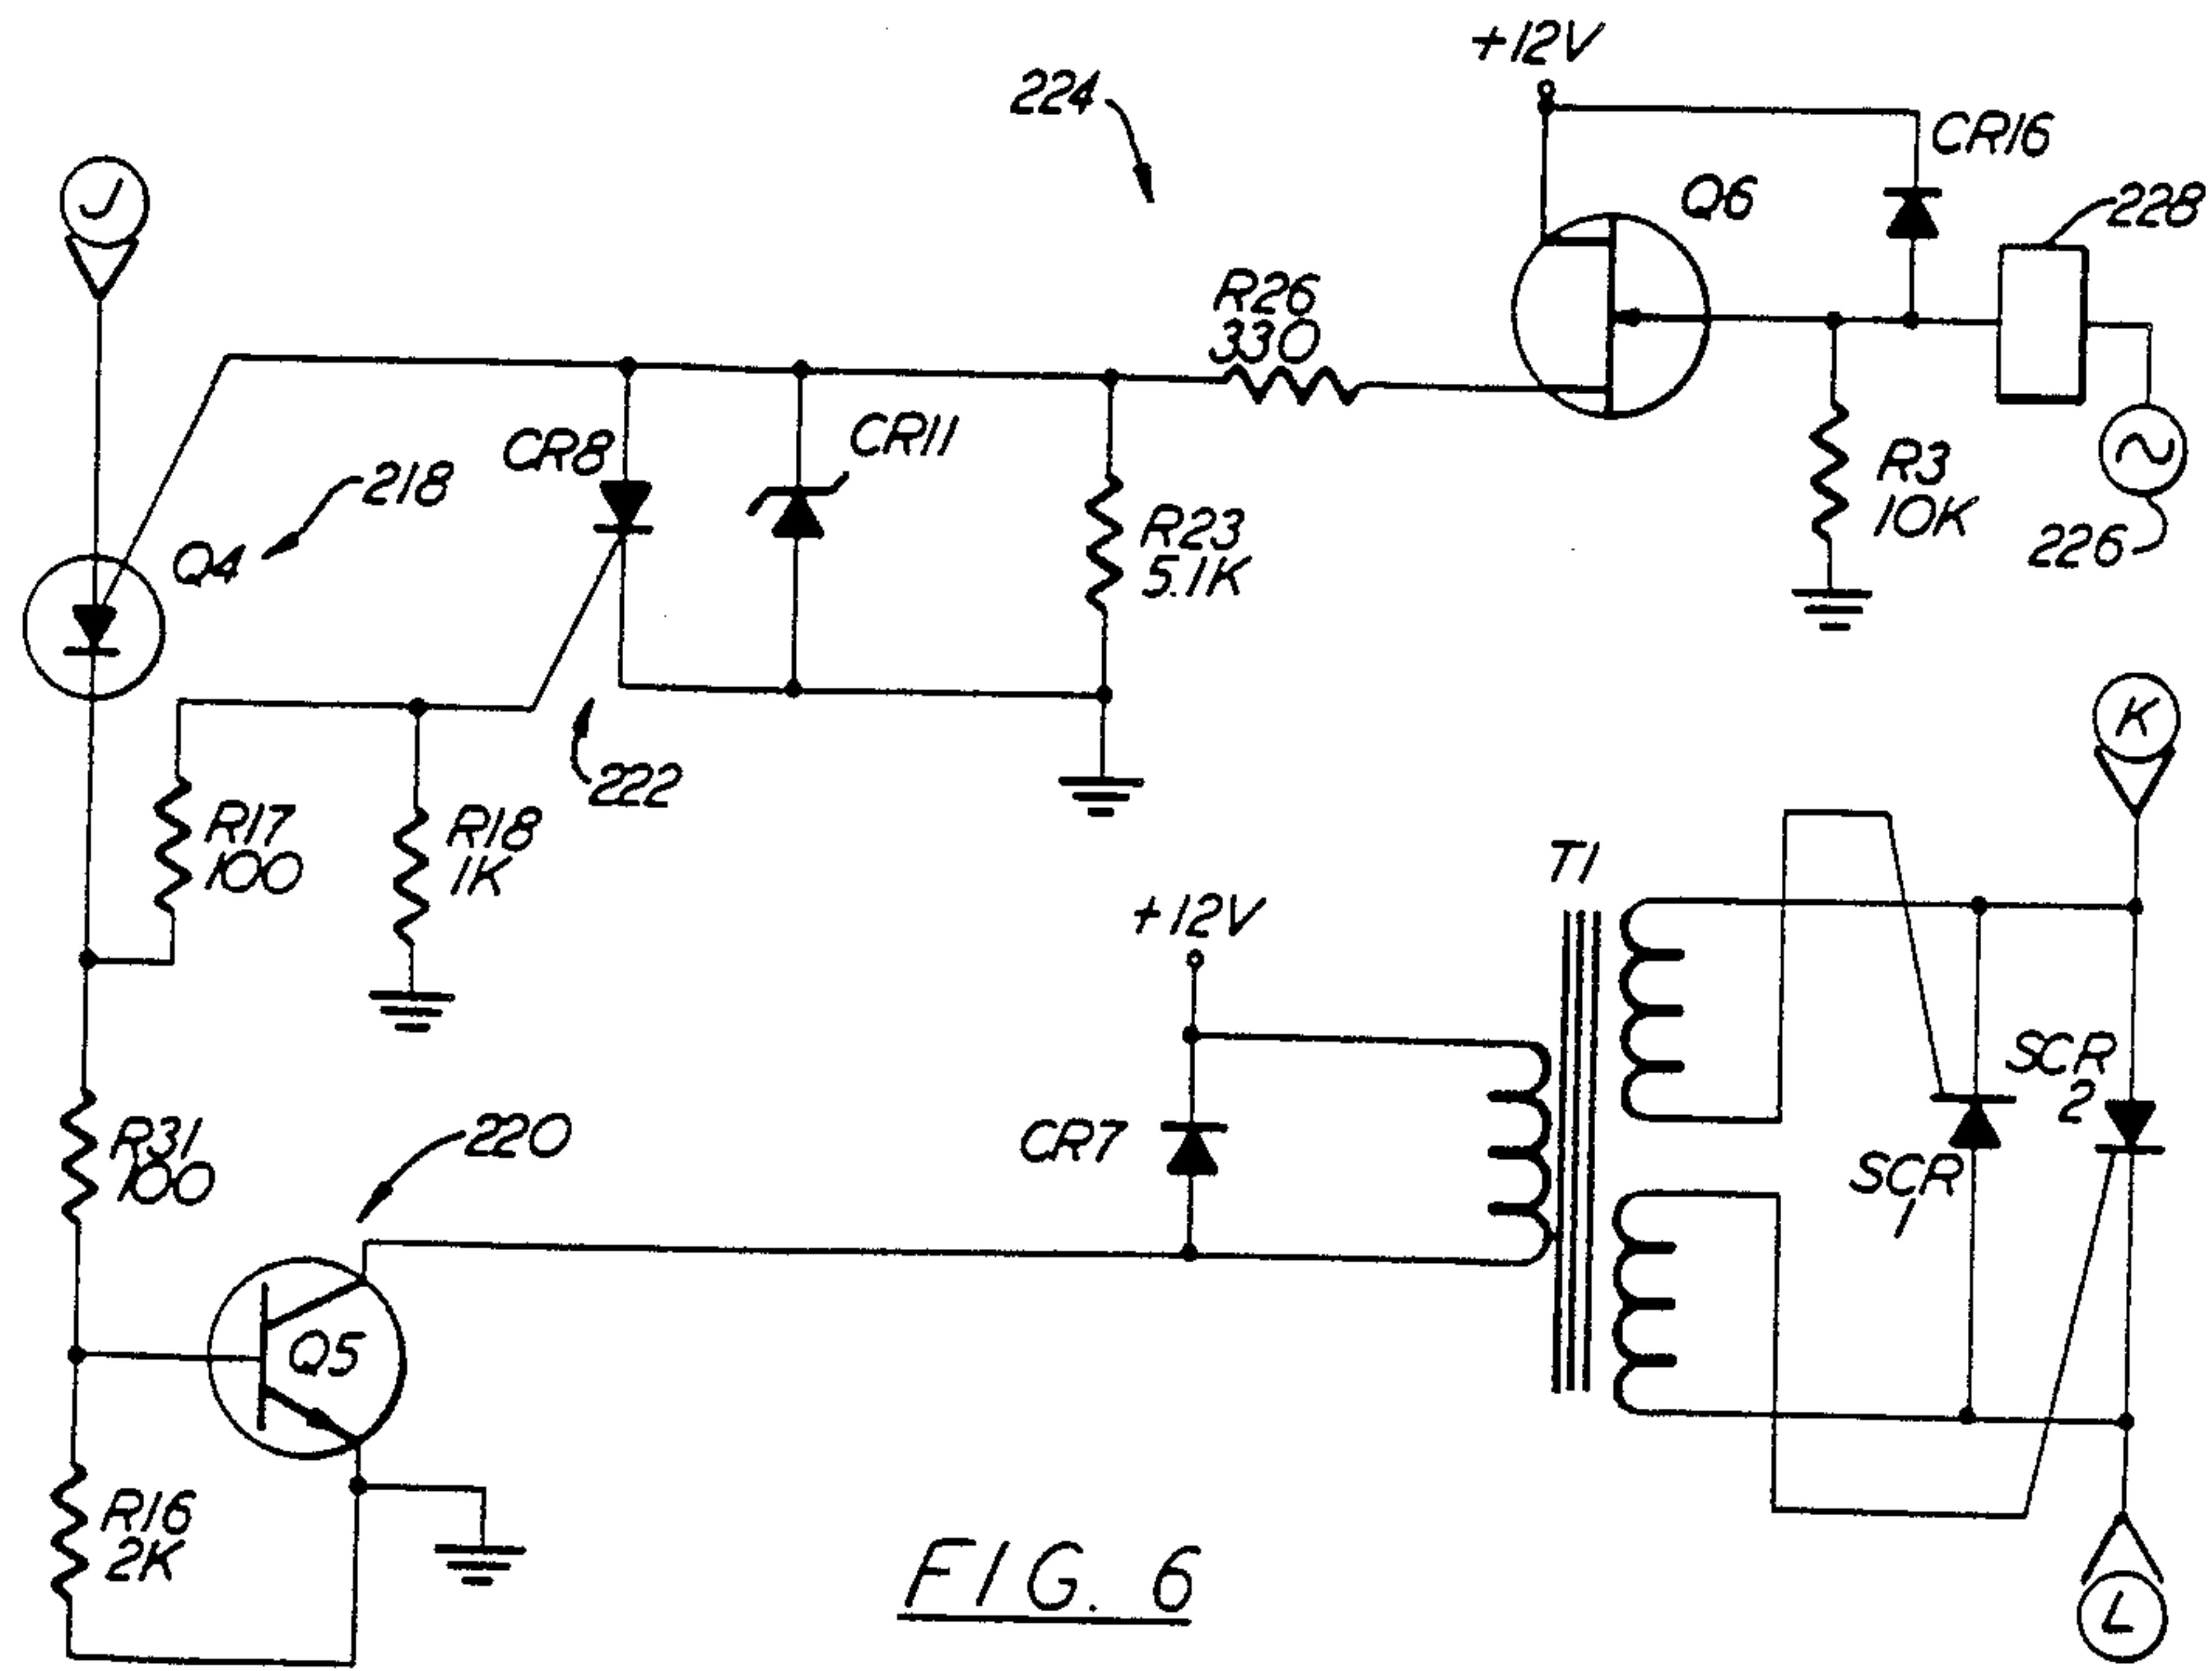 +12V
224
CR16
J
Q6
228
R26
330
CR8
CR11
218
R3
10K
Q4
R23
5.1K
226
K
222
R17
100
R18
1K
T1
+12V
SCR
2
R31
100
220
CR7
SCR
1
Q5
R16
2K
FIG. 6
L